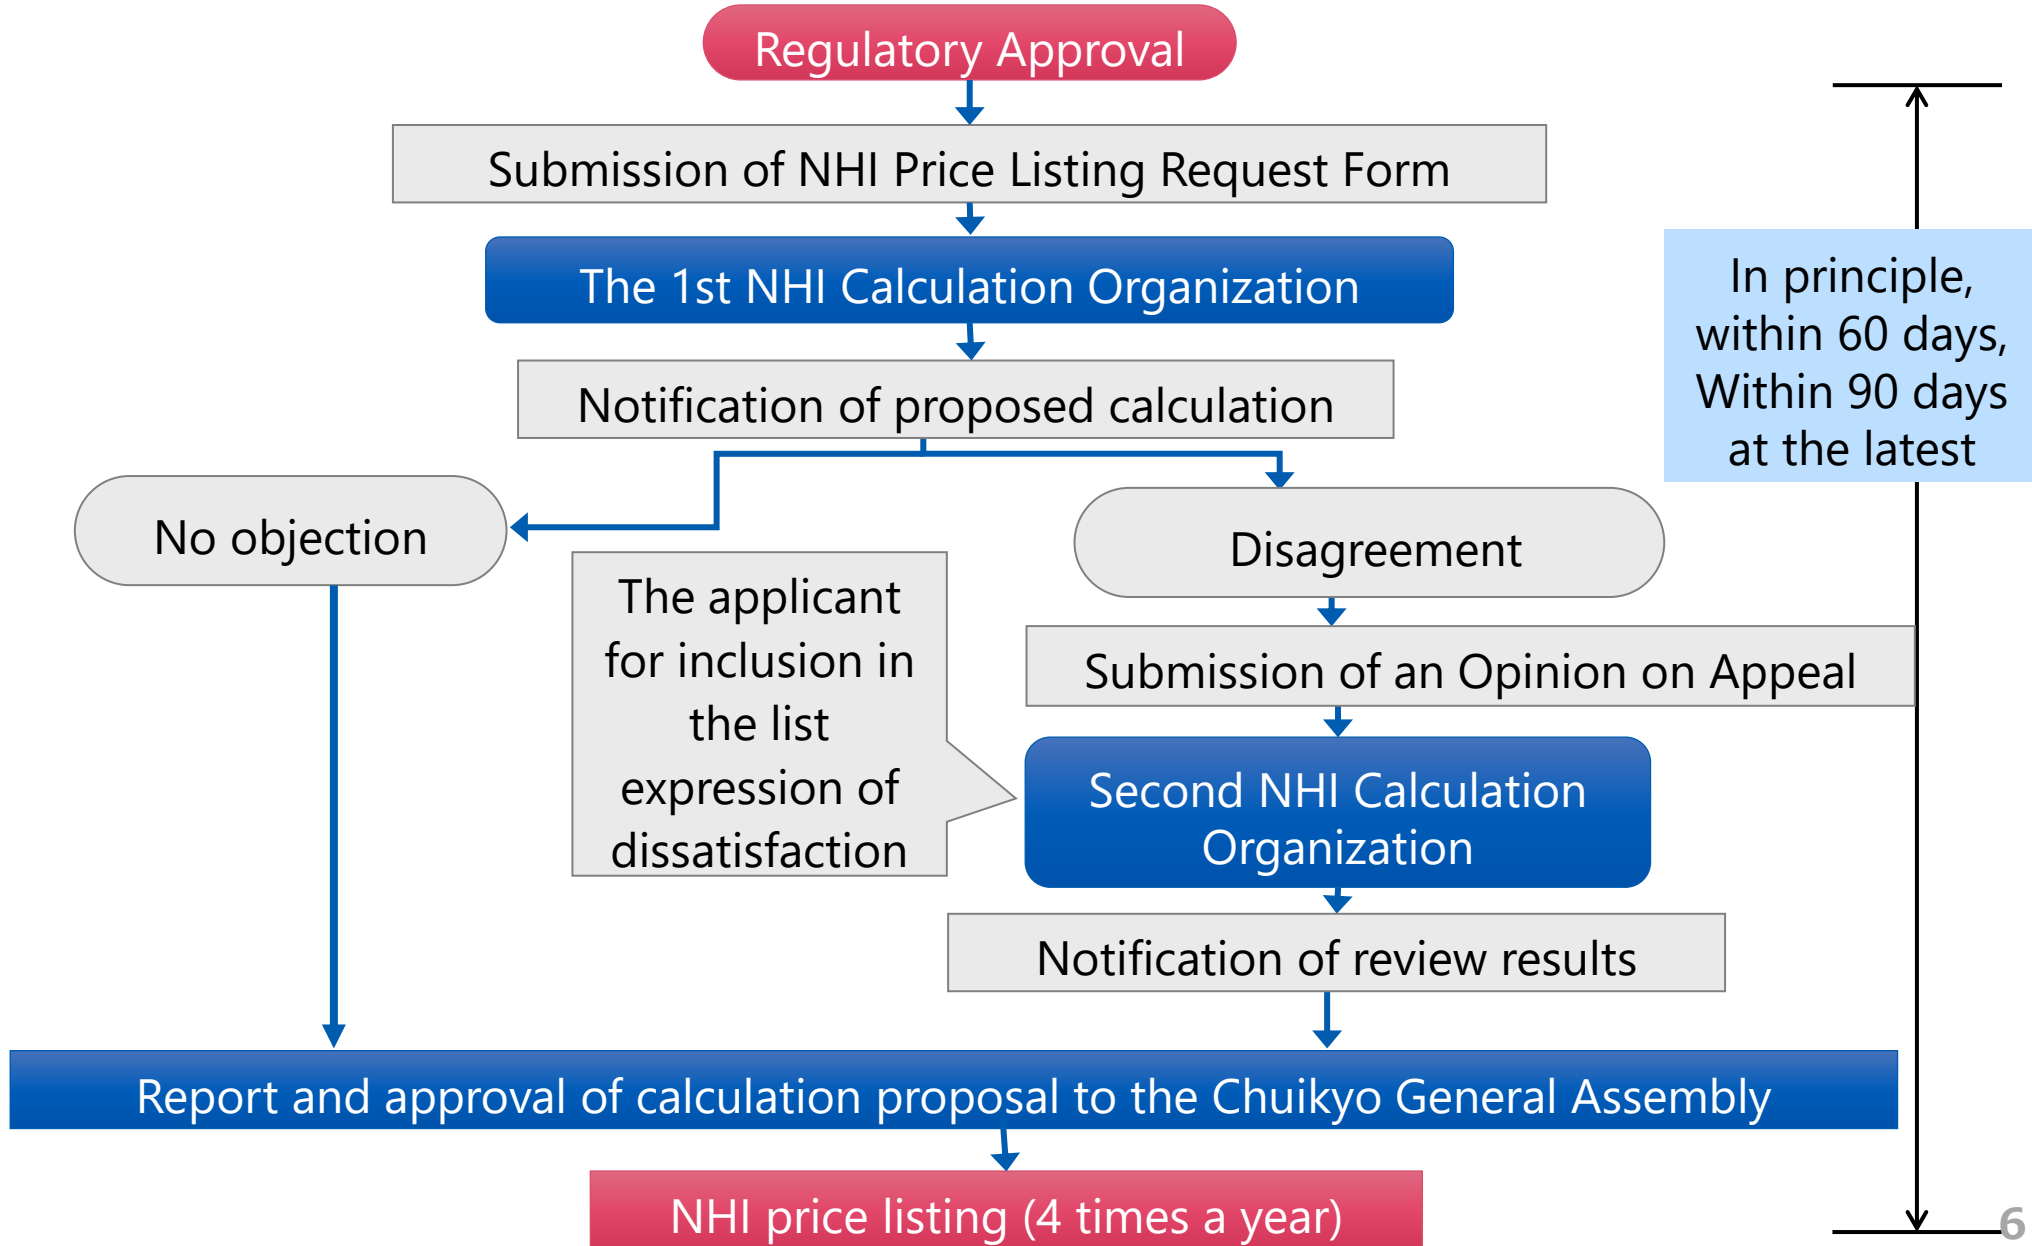 Regulatory Approval
Submission of NHI Price Listing Request Form
The 1st NHI Calculation Organization
Notification of proposed calculation
In principle,
within 60 days,
Within 90 days
at the latest
No objection
Disagreement
The applicant
for inclusion in
the list
expression of
dissatisfaction
Submission of an Opinion on Appeal
Second NHI Calculation
Organization
Notification of review results
Report and approval of calculation proposal to the Chuikyo General Assembly
NHI price listing (4 times a year)
6